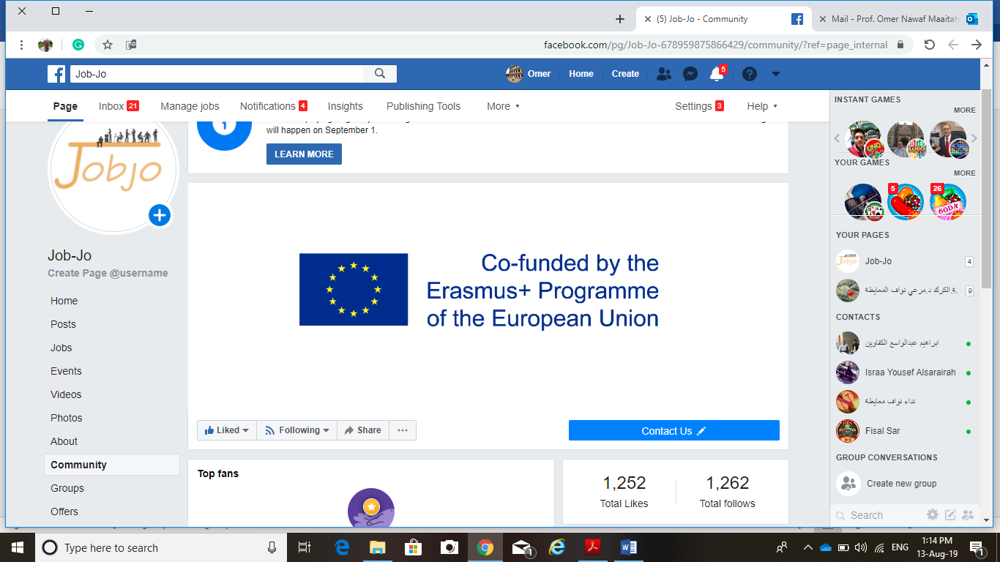 (5) Job-Jo - Community
Mail - Prof. Omer Nawaf Maaitah
facebook.com/pg/Job-Jo-678959875866429/community/?ref=page_internal
Job-Jo
Omer
Home
Create
5
Page
Inbox 21
Manage jobs
Notifications 4
Insights
Publishing Tools
More
Settings 3
Help
will happen on September 1.
LEARN MORE
Jobjo
Job-Jo
Create Page @username
Home
Posts
Jobs
Events
Videos
Photos
About
Community
Groups
Offers
Co-funded by the
Erasmus+ Programme
of the European Union
Liked
Following
Share
Contact Us
Top fans
1,252
Total Likes
1,262
Total follows
INSTANT GAMES
MORE
UNO!
LUDO
YOUR GAMES
MORE
5
26
SODA
YOUR PAGES
Job-Jo
4
الكرك د.مرعي نواف المعايطة
9
CONTACTS
ابراهيم عبدالواسع الكفاوين
Israa Yousef Alsarairah
نداء نواف معايطة
Fisal Sar
GROUP CONVERSATIONS
Create new group
Search
Type here to search
1
ENG
1:14 PM
13-Aug-19
1